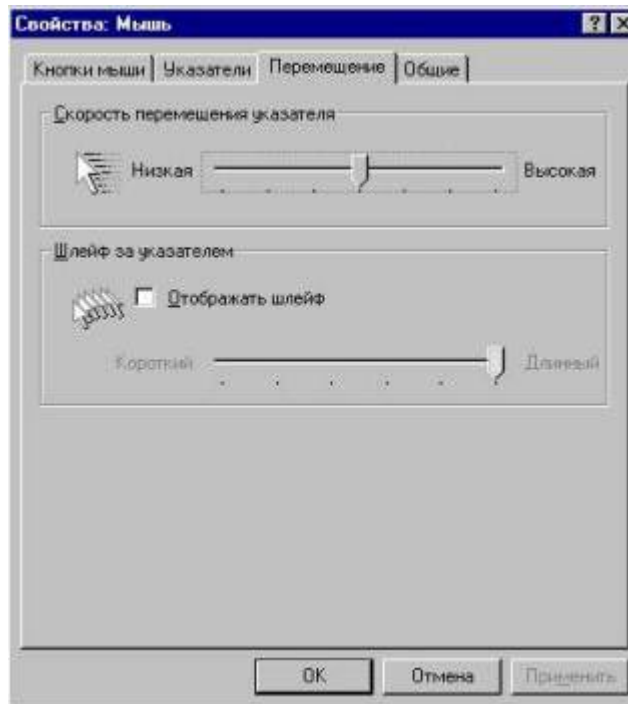 Свойства: Мышь
Кнопки мыши Указатели Перемещение Общие
Скорость перемещения указателя
Низкая Высокая
Шлейф за указателем
Отображать шлейф
Короткий Длинный
OK Отмена Применить